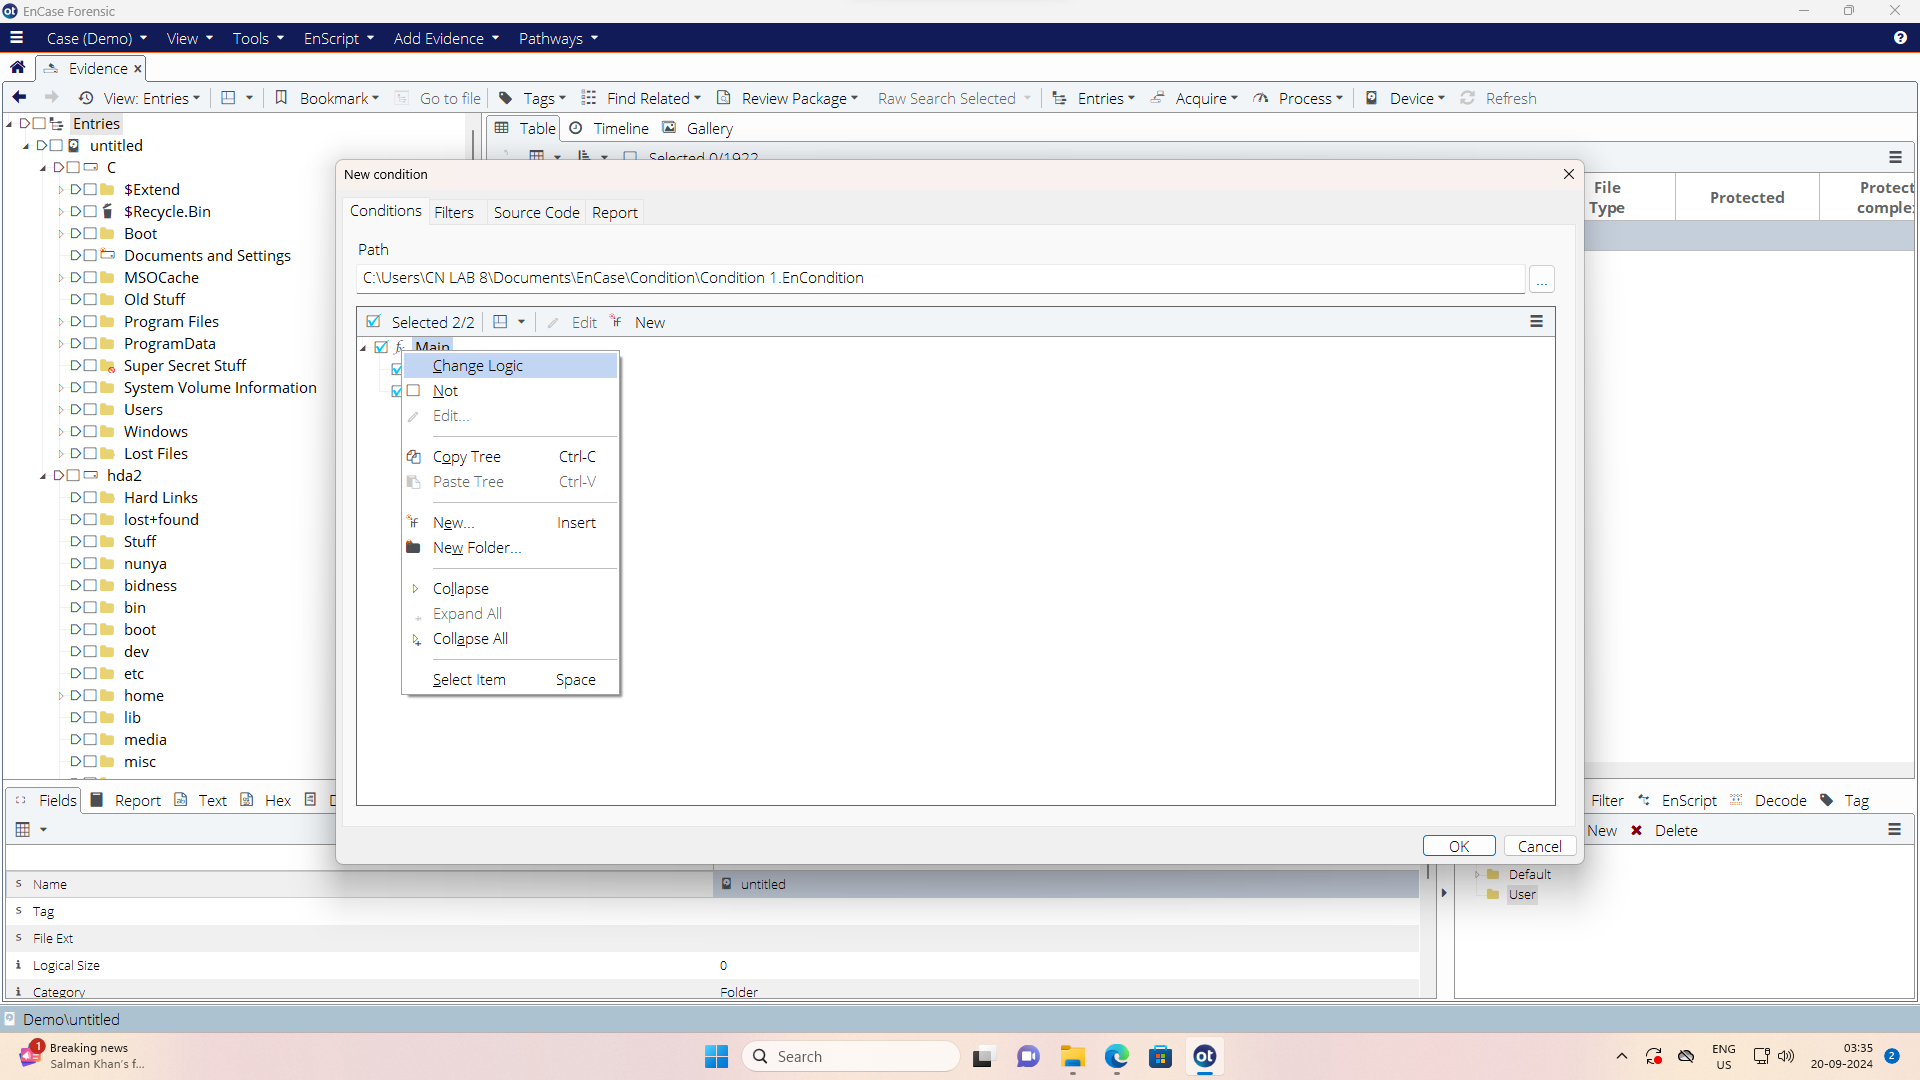 EnCase Forensic
Case (Demo) View Tools EnScript Add Evidence Pathways
Evidence
View: Entries Bookmark Go to file Tags Find Related Review Package Raw Search Selected Entries Acquire Process Device Refresh
Entries
untitled
C
$Extend
$Recycle.Bin
Boot
Documents and Settings
MSOCache
Old Stuff
Program Files
ProgramData
Super Secret Stuff
System Volume Information
Users
Windows
Lost Files
hda2
Hard Links
lost+found
Stuff
nunya
bidness
bin
boot
dev
etc
home
lib
media
misc
Table Timeline Gallery
Selected 0/1922
File Type
Protected
Protect
comple
New condition
Conditions Filters Source Code Report
Path
C:\Users\CN LAB 8\Documents\EnCase\Condition\Condition 1.EnCondition
...
Selected 2/2 Edit New
Main
Change Logic
Not
Edit...
Copy Tree Ctrl-C
Paste Tree Ctrl-V
New... Insert
New Folder...
Collapse
Expand All
Collapse All
Select Item Space
OK Cancel
Fields Report Text Hex D
Filter EnScript Decode Tag
New Delete
Default
User
Name untitled
Tag
File Ext
Logical Size 0
Category Folder
Demo\untitled
1 Breaking news
Salman Khan's f...
Search
ot
ENG
US
03:35
20-09-2024
2